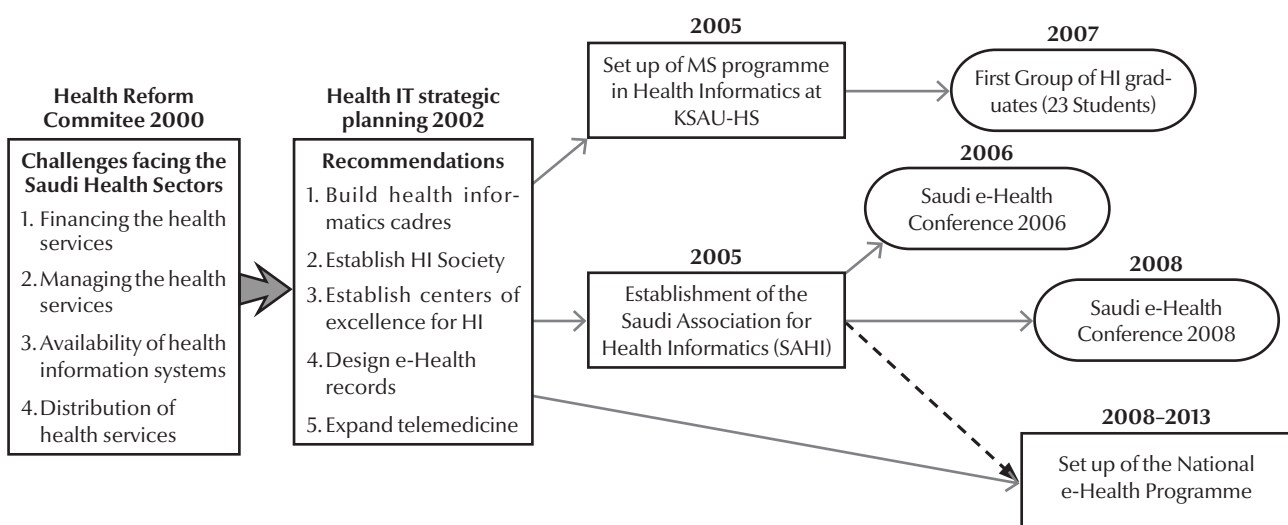 Health Reform
Commitee 2000
Challenges facing the
Saudi Health Sectors
1. Financing the health
services
2. Managing the health
services
3. Availability of health
information systems
4. Distribution of
health services
Health IT strategic
planning 2002
Recommendations
1. Build health infor-
matics cadres
2. Establish HI Society
3. Establish centers of
excellence for HI
4. Design e-Health
records
5. Expand telemedicine
2005
Set up of MS programme
in Health Informatics at
KSAU-HS
2007
First Group of HI grad-
uates (23 Students)
2006
Saudi e-Health
Conference 2006
2005
Establishment of the
Saudi Association for
Health Informatics (SAHI)
2008
Saudi e-Health
Conference 2008
2008–2013
Set up of the National
e-Health Programme